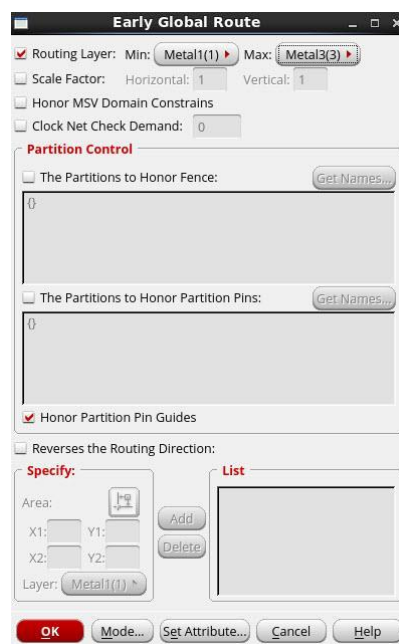 Early Global Route
Routing Layer: Min: Metal1(1) Max: Metal3(3)
Scale Factor: Horizontal: 1 Vertical: 1
Honor MSV Domain Constrains
Clock Net Check Demand: 0
Partition Control
The Partitions to Honor Fence: Get Names...
{}
The Partitions to Honor Partition Pins: Get Names...
{}
Honor Partition Pin Guides
Reverses the Routing Direction:
Specify: List
Area:
X1: Y1: Add
X2: Y2: Delete
Layer: Metal1(1)
OK Mode... Set Attribute... Cancel Help